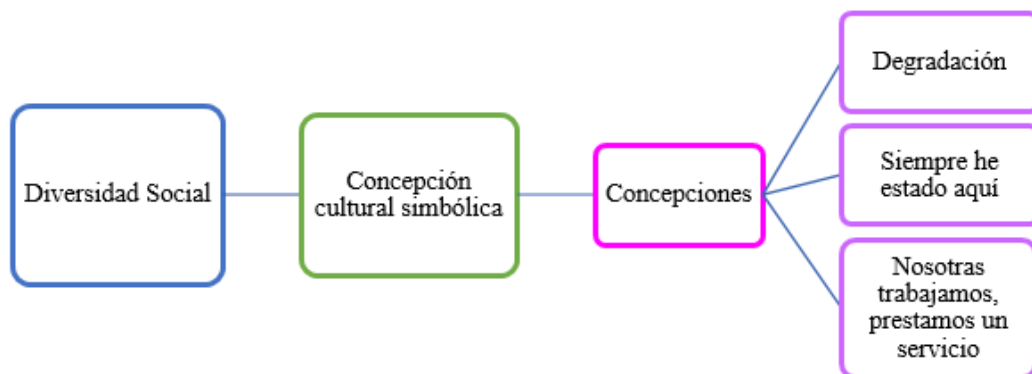 Diversidad Social
Concepción
cultural simbólica
Concepciones
Degradación
Siempre he
estado aquí
Nosotras
trabajamos,
prestamos un
servicio